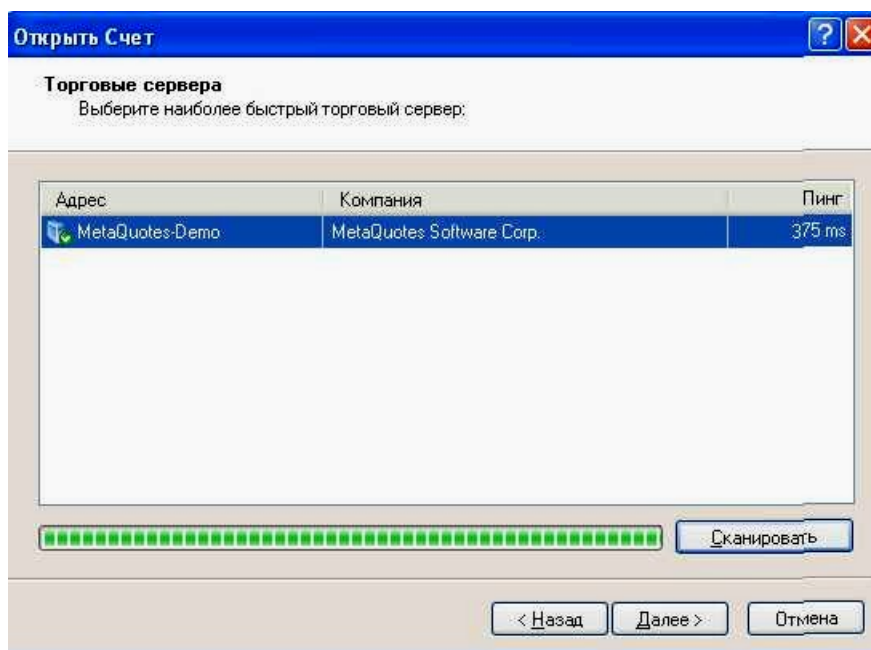 Открыть Счет
Торговые сервера
Выберите наиболее быстрый торговый сервер:
Адрес Компания Пинг
MetaQuotes-Demo MetaQuotes Software Corp. 375 ms
Сканировать
< Назад Далее > Отмена